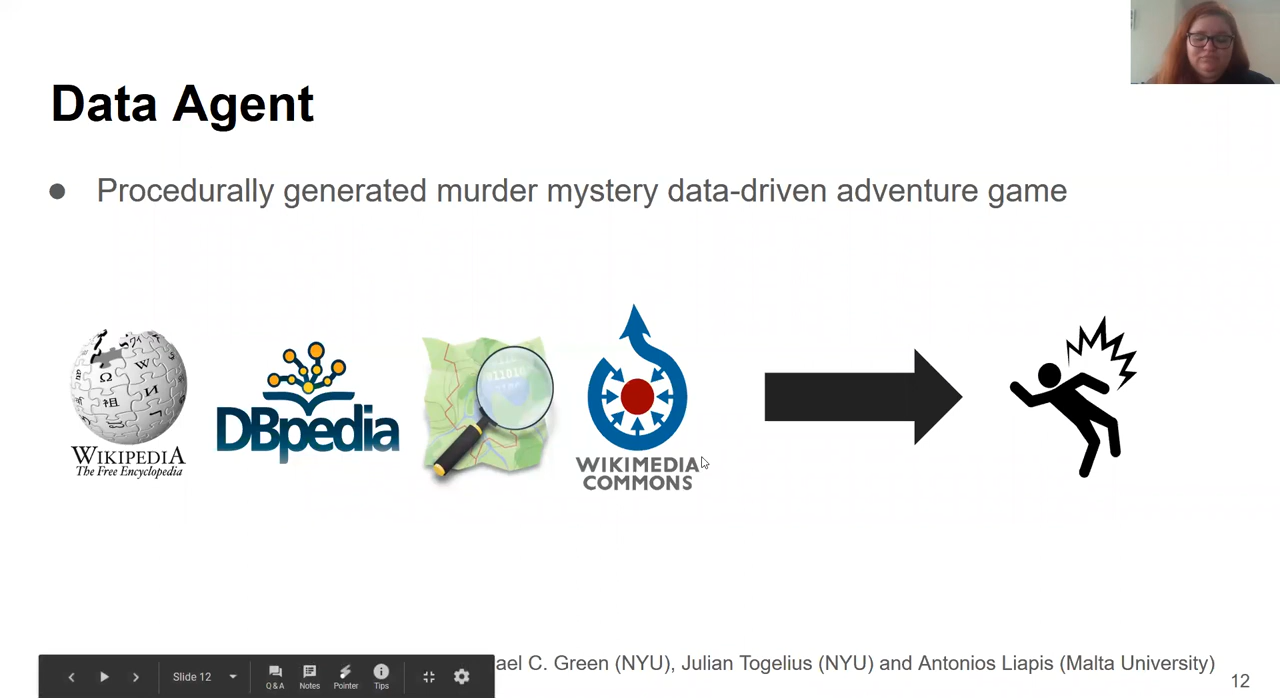 Data Agent
● Procedurally generated murder mystery data-driven adventure game
Ω
W
И
祖
WIKIPEDIA
The Free Encyclopedia
DBpedia
WIKIMEDIA
COMMONS
ael C. Green (NYU), Julian Togelius (NYU) and Antonios Liapis (Malta University)
Slide 12
Q&A
Notes
Pointer
Tips
12